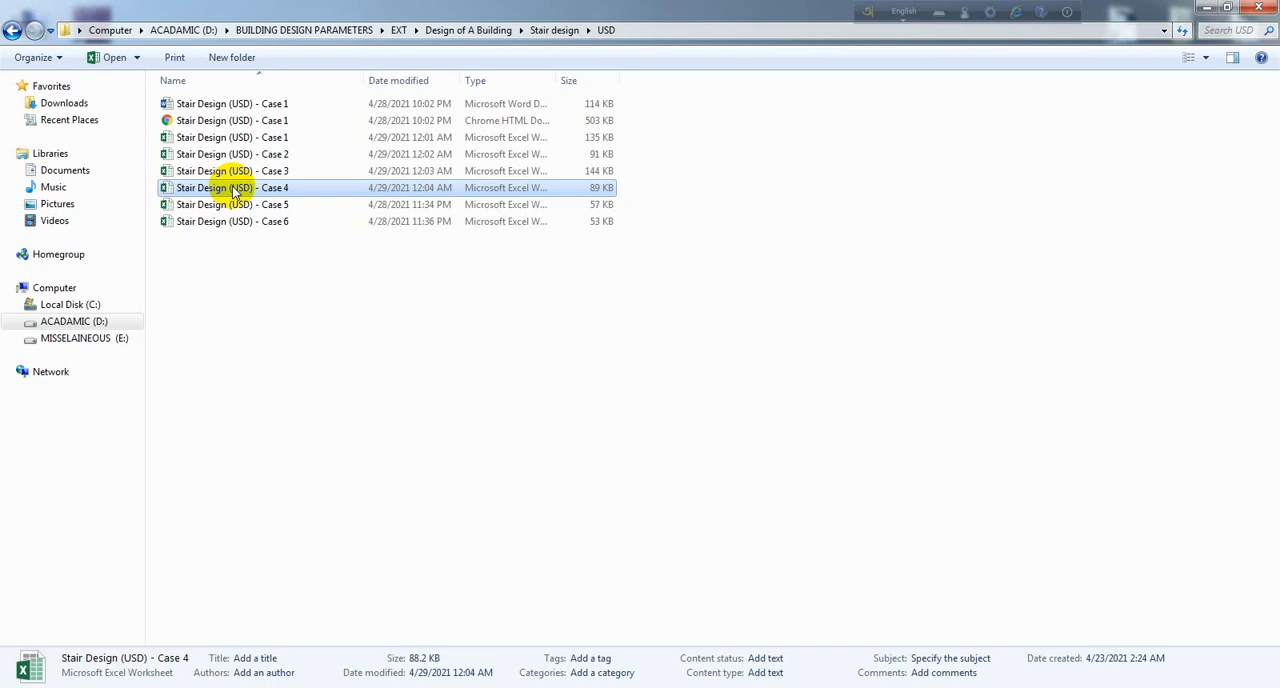 English
Computer ACADAMIC (D:) BUILDING DESIGN PARAMETERS EXT Design of A Building Stair design USD
Search USD
Organize Open Print New folder
Name Date modified Type Size
Favorites
Downloads
Recent Places
Libraries
Documents
Music
Pictures
Videos
Homegroup
Computer
Local Disk (C:)
ACADAMIC (D:)
MISSELAINEOUS (E:)
Network
Stair Design (USD) - Case 1 4/28/2021 10:02 PM Microsoft Word D... 114 KB
Stair Design (USD) - Case 1 4/28/2021 10:02 PM Chrome HTML Do... 503 KB
Stair Design (USD) - Case 1 4/29/2021 12:01 AM Microsoft Excel W... 135 KB
Stair Design (USD) - Case 2 4/29/2021 12:02 AM Microsoft Excel W... 91 KB
Stair Design (USD) - Case 3 4/29/2021 12:03 AM Microsoft Excel W... 144 KB
Stair Design (USD) - Case 4 4/29/2021 12:04 AM Microsoft Excel W... 89 KB
Stair Design (USD) - Case 5 4/28/2021 11:34 PM Microsoft Excel W... 57 KB
Stair Design (USD) - Case 6 4/28/2021 11:36 PM Microsoft Excel W... 53 KB
Stair Design (USD) - Case 4 Title: Add a title Size: 88.2 KB Tags: Add a tag Content status: Add text Subject: Specify the subject Date created: 4/23/2021 2:24 AM
Microsoft Excel Worksheet Authors: Add an author Date modified: 4/29/2021 12:04 AM Categories: Add a category Content type: Add text Comments: Add comments